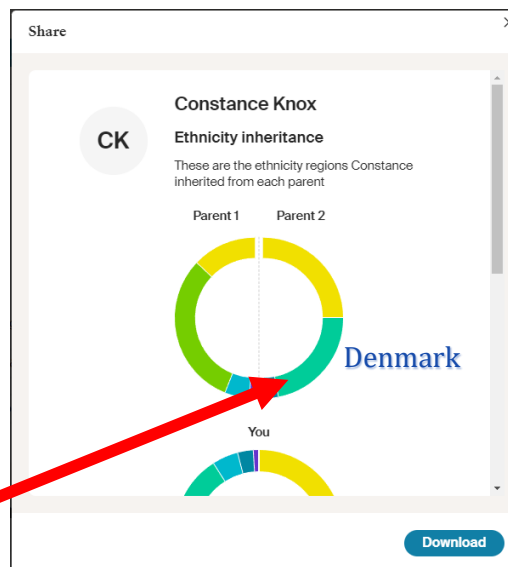 Share
Constance Knox
CK
Ethnicity inheritance
These are the ethnicity regions Constance
inherited from each parent
Parent 1 Parent 2
Denmark
You
Download